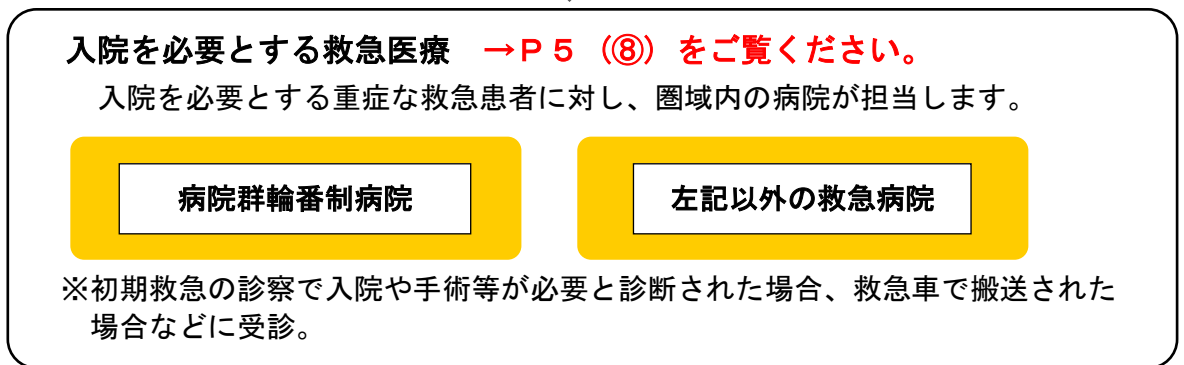 入院を必要とする救急医療　→Ｐ５（⑧）をご覧ください。
入院を必要とする重症な救急患者に対し、圏域内の病院が担当します。
病院群輪番制病院
左記以外の救急病院
※初期救急の診察で入院や手術等が必要と診断された場合、救急車で搬送された
場合などに受診。